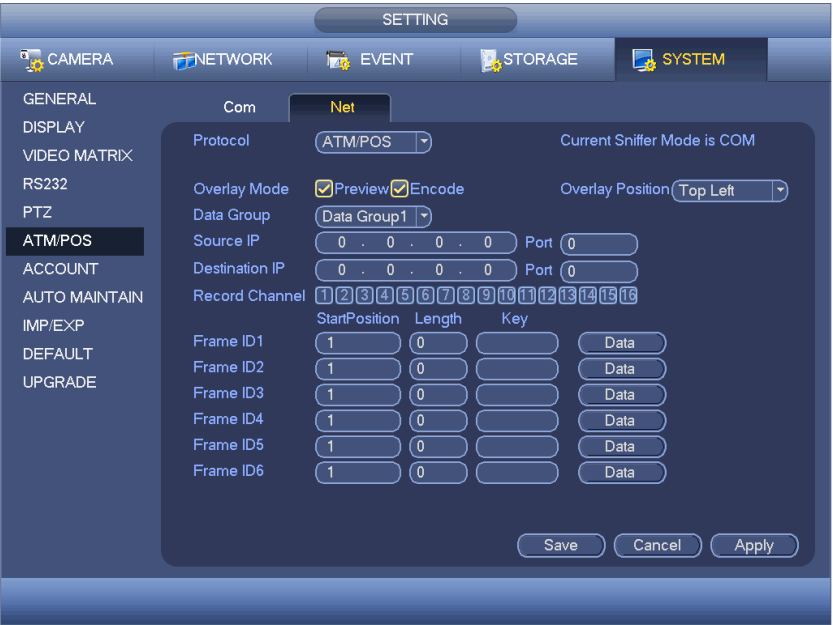 SETTING
CAMERA NETWORK EVENT STORAGE SYSTEM
GENERAL
DISPLAY
VIDEO MATRIX
RS232
PTZ
ATM/POS
ACCOUNT
AUTO MAINTAIN
IMP/EXP
DEFAULT
UPGRADE
Com Net
Protocol ATM/POS Current Sniffer Mode is COM
Overlay Mode Preview Encode Overlay Position Top Left
Data Group Data Group1
Source IP 0 . 0 . 0 . 0 Port 0
Destination IP 0 . 0 . 0 . 0 Port 0
Record Channel 1 2 3 4 5 6 7 8 9 10 11 12 13 14 15 16
StartPosition Length Key
Frame ID1 1 0 Data
Frame ID2 1 0 Data
Frame ID3 1 0 Data
Frame ID4 1 0 Data
Frame ID5 1 0 Data
Frame ID6 1 0 Data
Save Cancel Apply